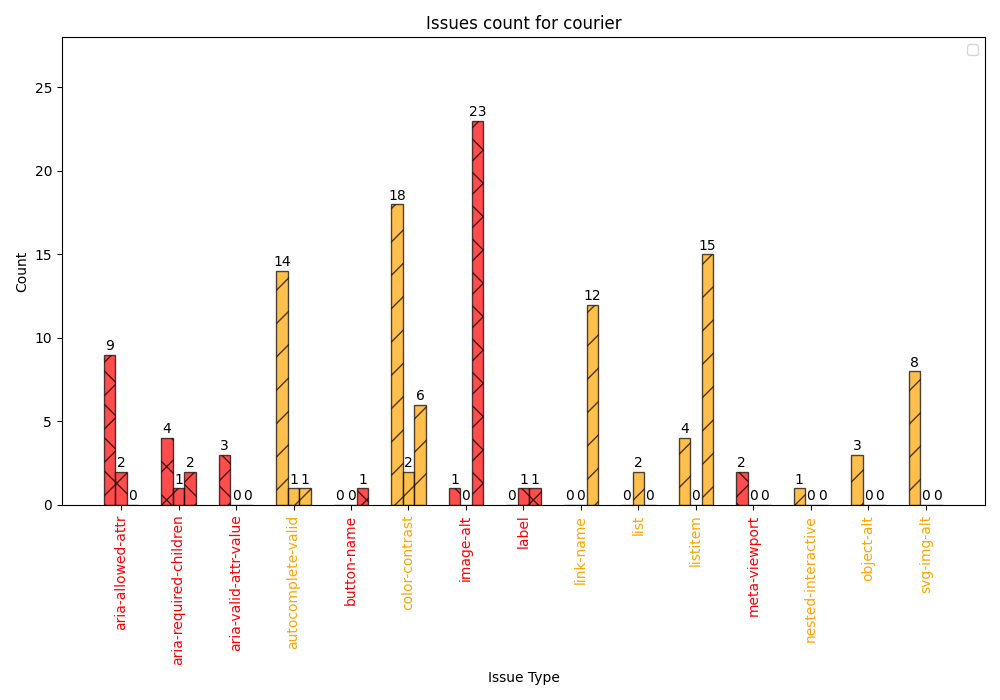 Issues count for courier
Count
25
20
15
10
5
0
9 2 0
4 1 2
3 0 0
14 1 1
0 0 1
18 2 6
1 0 23
0 1 1
0 0 12
0 2 0
4 0 15
2 0 0
1 0 0
3 0 0
8 0 0
aria-allowed-attr
aria-required-children
aria-valid-attr-value
autocomplete-valid
button-name
color-contrast
image-alt
label
link-name
list
listitem
meta-viewport
nested-interactive
object-alt
svg-img-alt
Issue Type